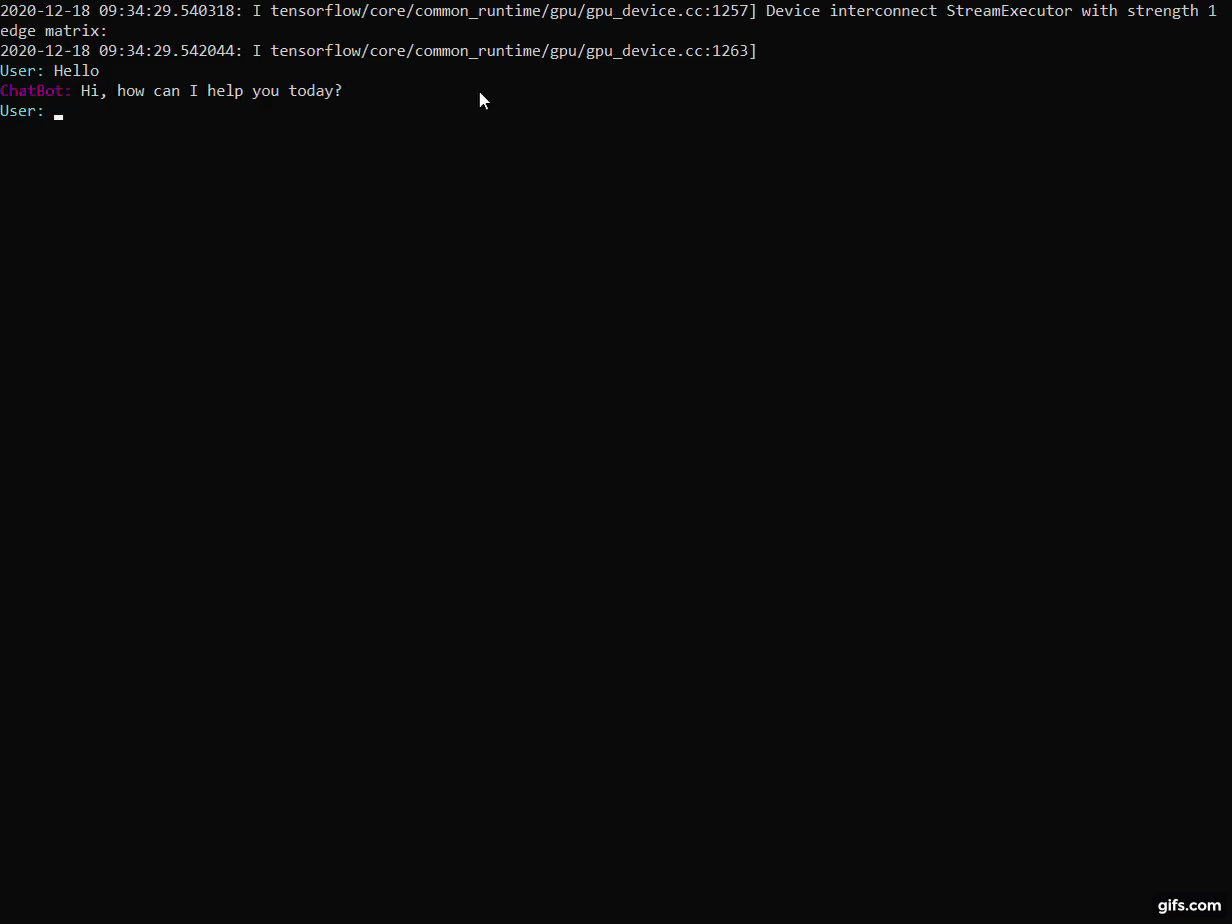 2020-12-18 09:34:29.540318: I tensorflow/core/common_runtime/gpu/gpu_device.cc:1257] Device interconnect StreamExecutor with strength 1
edge matrix:
2020-12-18 09:34:29.542044: I tensorflow/core/common_runtime/gpu/gpu_device.cc:1263]
User: Hello
ChatBot: Hi, how can I help you today?
User:
gifs.com